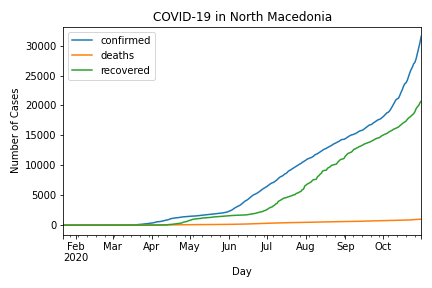 COVID-19 in North Macedonia
confirmed
deaths
recovered
Number of Cases
30000
25000
20000
15000
10000
5000
0
Feb Mar Apr May Jun Jul Aug Sep Oct
2020
Day